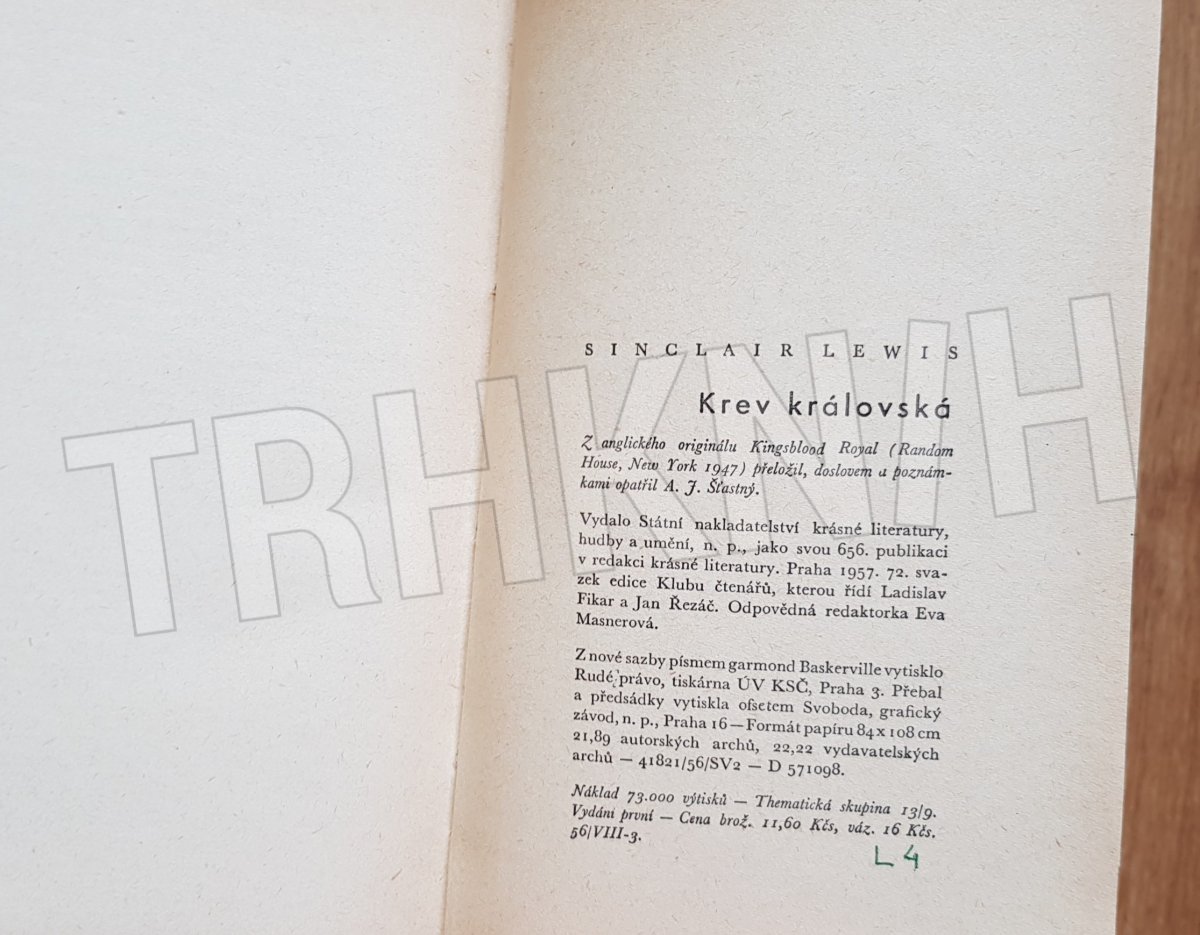 SINCLAIR LEWIS
Krev královská
Z anglického originálu Kingsblood Royal (Random
House, New York 1947) přeložil, doslovem a poznám-
kami opatřil A. J. Šťastný.
Vydalo Státní nakladatelství krásné literatury,
hudby a umění, n. p., jako svou 656. publikaci
v redakci krásné literatury. Praha 1957. 72. sva-
zek edice Klubu čtenářů, kterou řídí Ladislav
Fikar a Jan Řezáč. Odpovědná redaktorka Eva
Masnerová.
Z nové sazby písmem garmond Baskerville vytisklo
Rudé právo, tiskárna ÚV KSČ, Praha 3. Přebal
a předsádky vytiskla ofsetem Svoboda, grafický
závod, n. p., Praha 16 — Formát papíru 84 x 108 cm
21,89 autorských archů, 22,22 vydavatelských
archů — 41821/56/SV2 — D 571098.
Náklad 73.000 výtisků — Thematická skupina 13/9.
Vydání první — Cena brož. 11,60 Kčs, váz. 16 Kčs.
56/VIII-3.
L 4
TRHKNIH